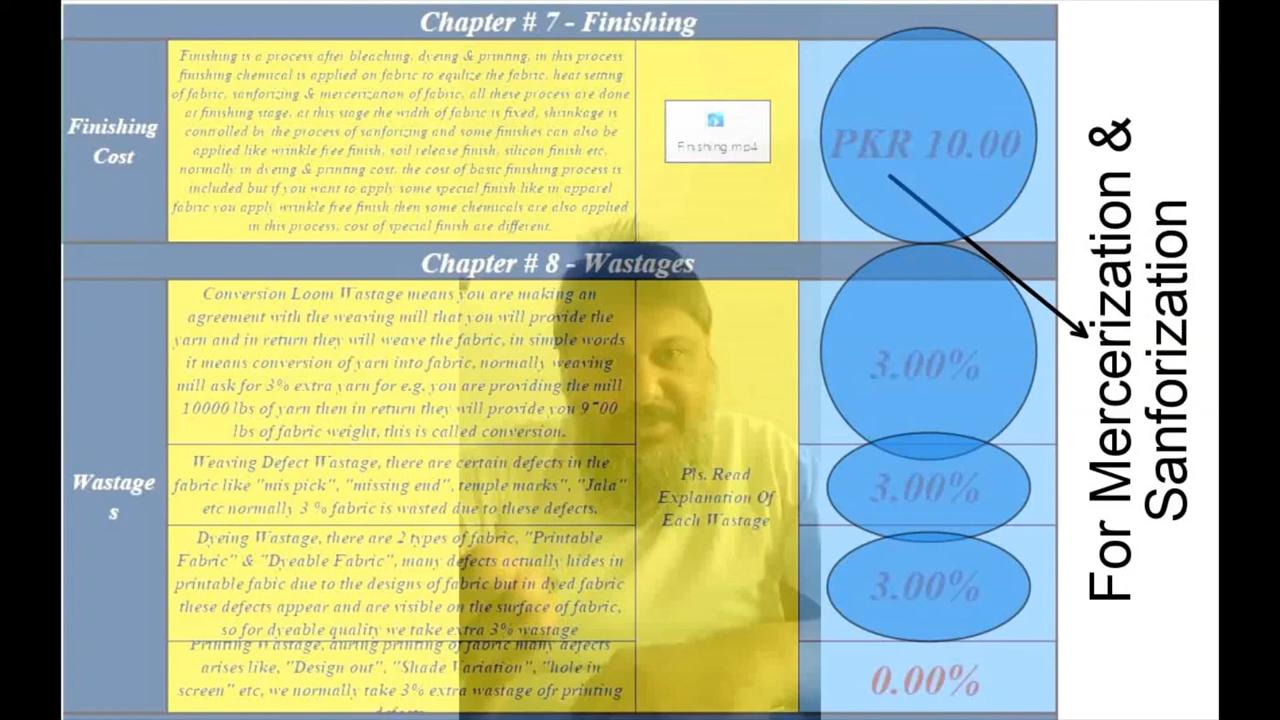 Chapter # 7 - Finishing
Finishing
Cost
Finishing is a process after bleaching, dyeing & printing, in this process
finishing chemical is applied on fabric to equlize the fabric, heat setting
of fabric, sanforizing & mercerization of fabric, all these process are done
at finishing stage, at this stage the width of fabric is fixed, shrinkage is
controlled by the process of sanforizing and some finishes can also be
applied like wrinkle free finish, soil release finish, silicon finish etc,
normally in dyeing & printing cost, the cost of basic finishing process is
included but if you want to apply some special finish like in apparel
fabric you apply wrinkle free finish then some chemicals are also applied
in this process, cost of special finish are different.
Finishing.mp4
PKR 10.00
For Mercerization &
Sanforization
Chapter # 8 - Wastages
Wastage
s
Conversion Loom Wastage means you are making an
agreement with the weaving mill that you will provide the
yarn and in return they will weave the fabric, in simple words
it means conversion of yarn into fabric, normally weaving
mill ask for 3% extra yarn for e.g. you are providing the mill
10000 lbs of yarn then in return they will provide you 9700
lbs of fabric weight, this is called conversion.
3.00%
Weaving Defect Wastage, there are certain defects in the
fabric like "mis pick", "missing end", temple marks", "Jala"
etc normally 3 % fabric is wasted due to these defects.
Pls. Read
Explanation Of
Each Wastage
3.00%
Dyeing Wastage, there are 2 types of fabric, "Printable
Fabric" & "Dyeable Fabric", many defects actually hides in
printable fabic due to the designs of fabric but in dyed fabric
these defects appear and are visible on the surface of fabric,
so for dyeable quality we take extra 3% wastage
3.00%
Printing Wastage, during printing of fabric many defects
arises like, "Design out", "Shade Variation", "hole in
screen" etc, we normally take 3% extra wastage ofr printing
defects
0.00%